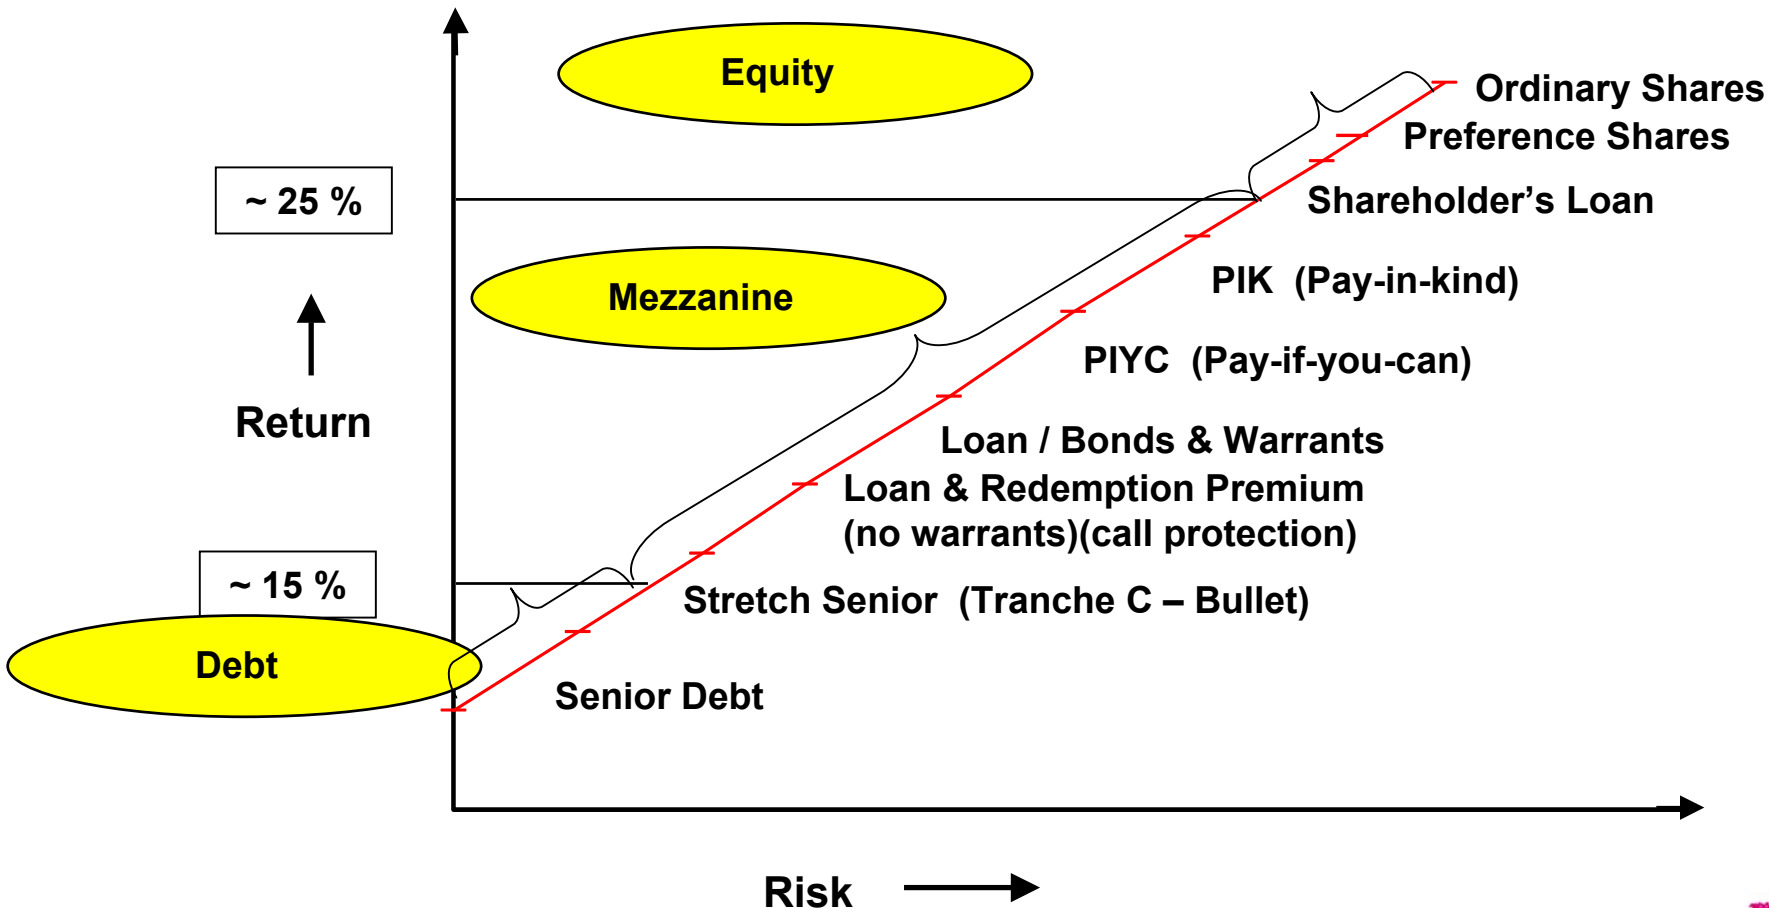 Equity
Ordinary Shares
Preference Shares
~ 25 %
Shareholder’s Loan
PIK (Pay-in-kind)
Mezzanine
PIYC (Pay-if-you-can)
Return
Loan / Bonds & Warrants
Loan & Redemption Premium
(no warrants)(call protection)
~ 15 %
Stretch Senior (Tranche C – Bullet)
Debt
Senior Debt
Risk